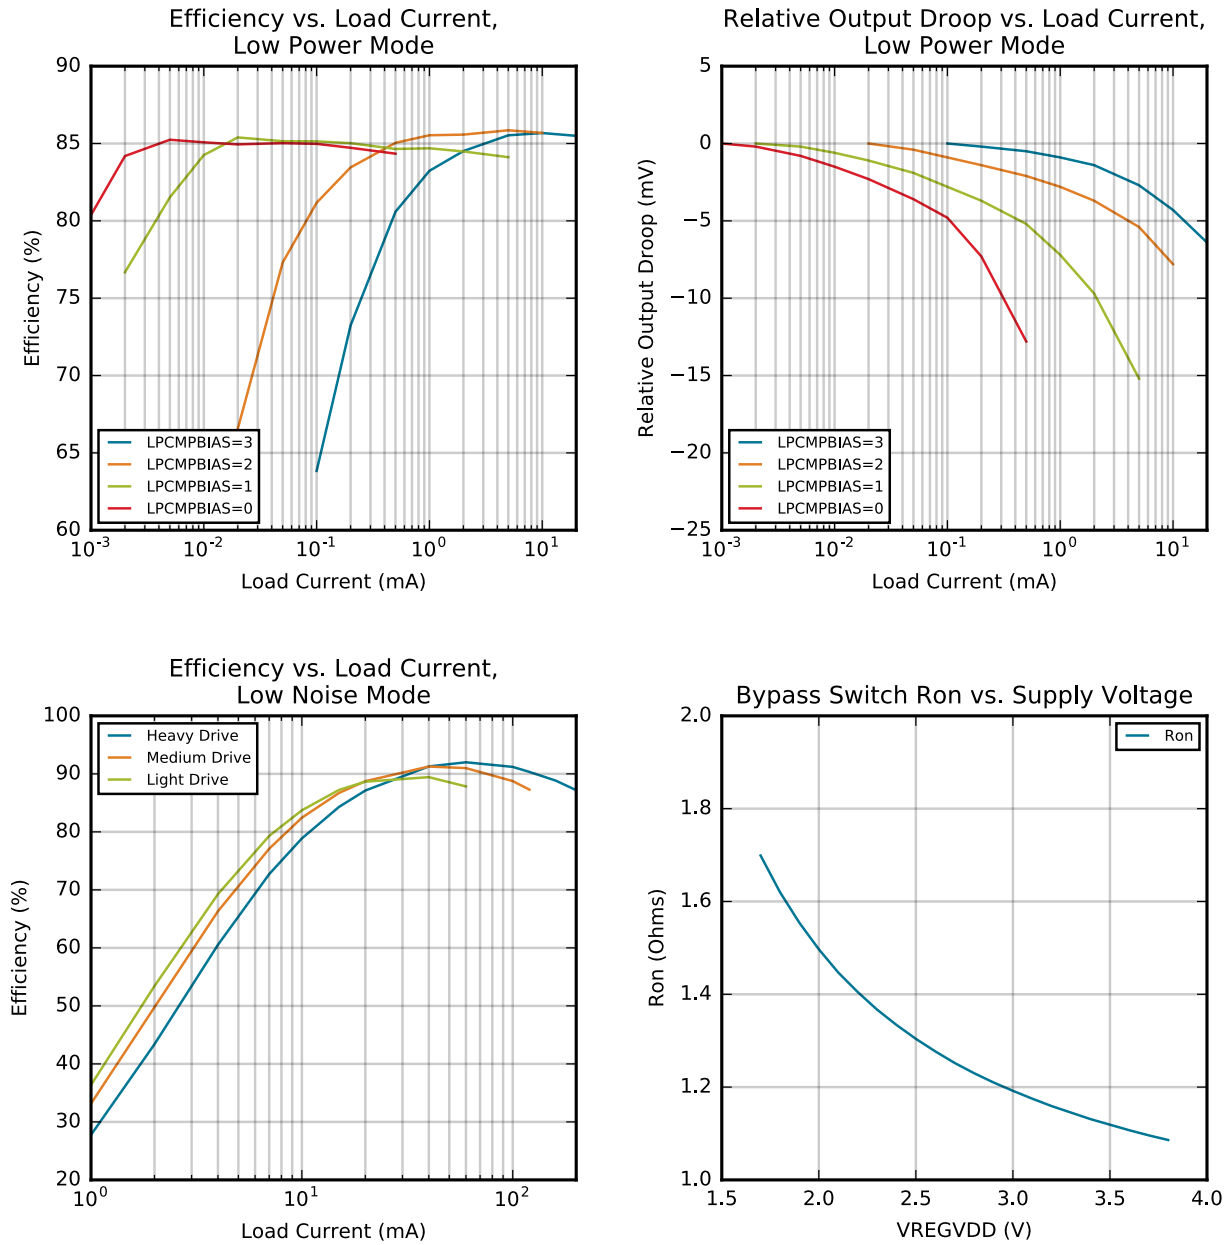 Efficiency vs. Load Current,
Low Power Mode
90
85
80
75
70
65
60
Efficiency (%)
LPCMPBIAS=3
LPCMPBIAS=2
LPCMPBIAS=1
LPCMPBIAS=0
10⁻³ 10⁻² 10⁻¹ 10⁰ 10¹
Load Current (mA)
Relative Output Droop vs. Load Current,
Low Power Mode
5
0
−5
−10
−15
−20
−25
Relative Output Droop (mV)
LPCMPBIAS=3
LPCMPBIAS=2
LPCMPBIAS=1
LPCMPBIAS=0
10⁻³ 10⁻² 10⁻¹ 10⁰ 10¹
Load Current (mA)
Efficiency vs. Load Current,
Low Noise Mode
100
90
80
70
60
50
40
30
20
Efficiency (%)
Heavy Drive
Medium Drive
Light Drive
10⁰ 10¹ 10²
Load Current (mA)
Bypass Switch Ron vs. Supply Voltage
2.0
1.8
1.6
1.4
1.2
1.0
Ron (Ohms)
Ron
1.5 2.0 2.5 3.0 3.5 4.0
VREGVDD (V)